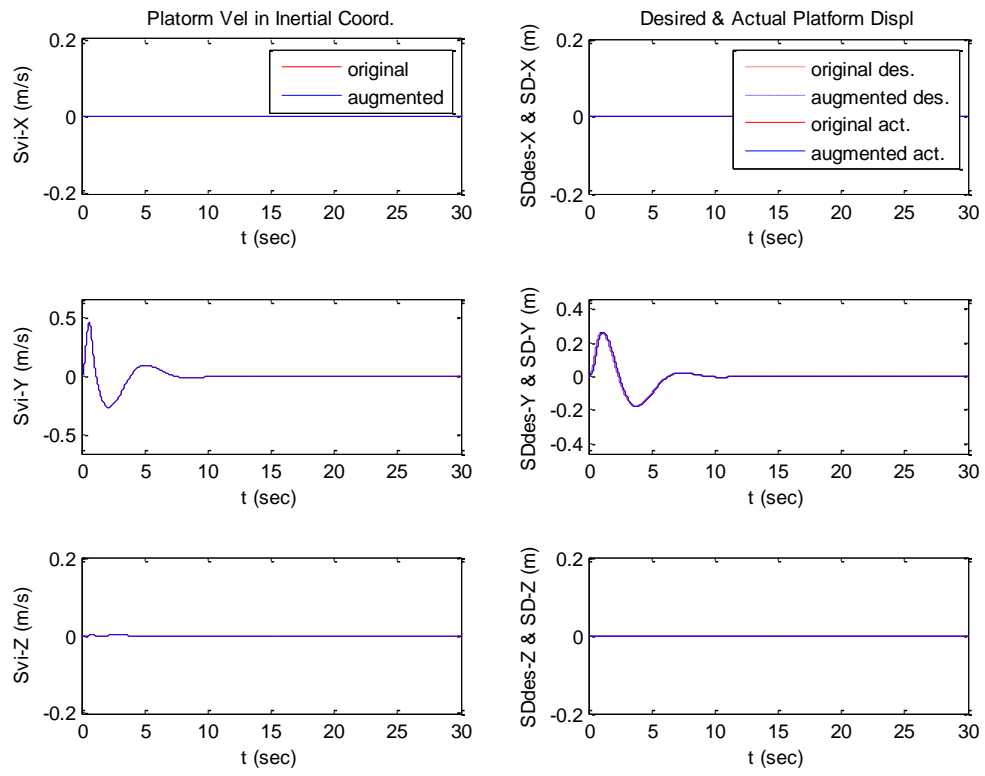 Platorm Vel in Inertial Coord.
Svi-X (m/s)
0.2
0
-0.2
original
augmented
0 5 10 15 20 25 30
t (sec)
Desired & Actual Platform Displ
SDdes-X & SD-X (m)
0.2
0
-0.2
original des.
augmented des.
original act.
augmented act.
0 5 10 15 20 25 30
t (sec)
Svi-Y (m/s)
0.5
0
-0.5
0 5 10 15 20 25 30
t (sec)
SDdes-Y & SD-Y (m)
0.4
0.2
0
-0.2
-0.4
0 5 10 15 20 25 30
t (sec)
Svi-Z (m/s)
0.2
0
-0.2
0 5 10 15 20 25 30
t (sec)
SDdes-Z & SD-Z (m)
0.2
0
-0.2
0 5 10 15 20 25 30
t (sec)